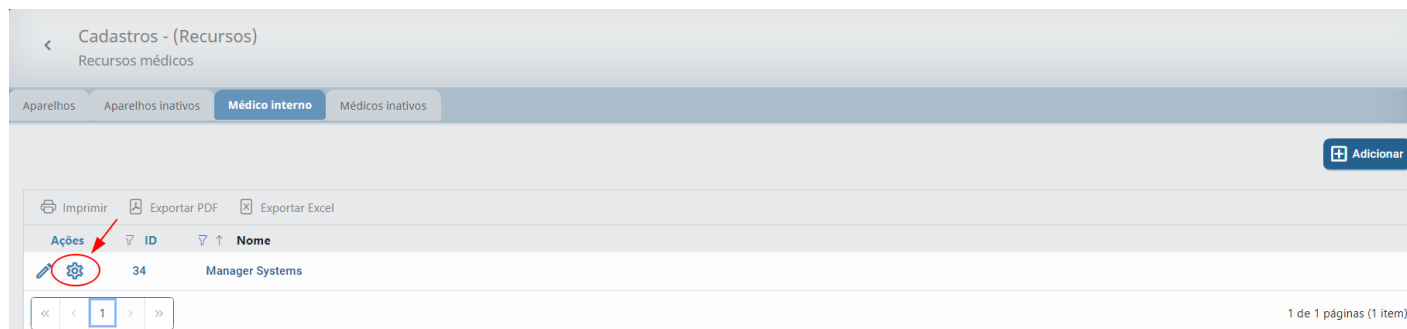 Cadastros - (Recursos)
Recursos médicos
Aparelhos Aparelhos inativos Médico interno Médicos inativos
Adicionar
Imprimir Exportar PDF Exportar Excel
Ações ID Nome
34 Manager Systems
1 1 de 1 páginas (1 item)